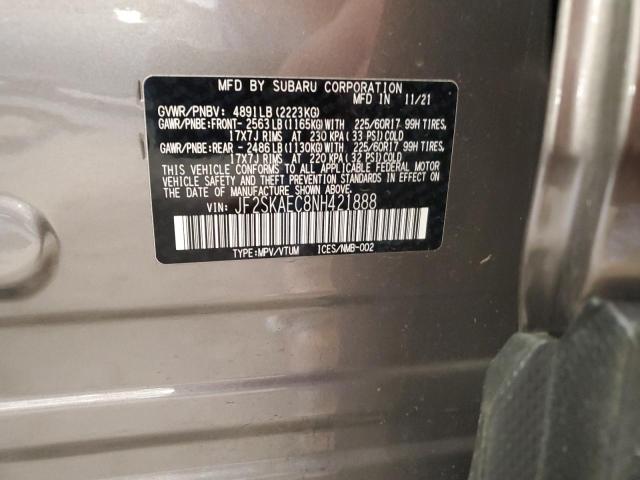 MFD BY SUBARU CORPORATION IN 11/21
GVWR/PNBV: 4891LB(2223KG)
GAWR/PNBE:FRONT- 2563LB(1165KG)WITH 225/60R17 99H TIRES,
17X7J RIMS AT 230 KPA(33 PSI)COLD
GAWR/PNBE:REAR - 2486LB(1130KG)WITH 225/60R17 99H TIRES,
17X7J RIMS AT 220 KPA(32 PSI)COLD
THIS VEHICLE CONFORMS TO ALL APPLICABLE FEDERAL MOTOR
VEHICLE SAFETY AND THEFT PREVENTION STANDARDS IN EFFECT
ON THE DATE OF MANUFACTURE SHOWN ABOVE.
VIN: JF2SKAEC8NH421888
TYPE:MPV/VTUM ICES/NMB-002